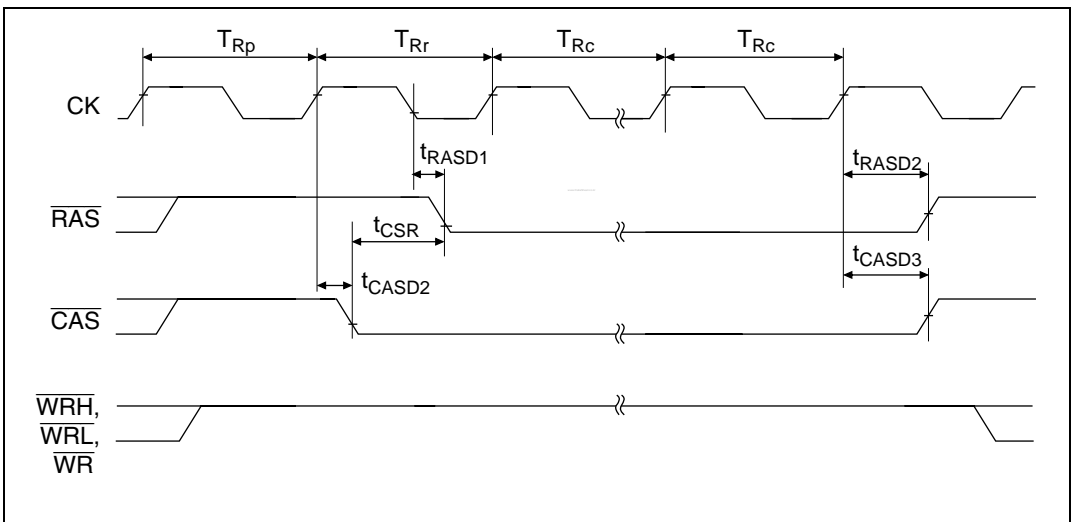 TRp TRr TRc TRc
CK
tRASD1 tRASD2
RAS
tCSR
tCASD3
tCASD2
CAS
WRH,
WRL,
WR